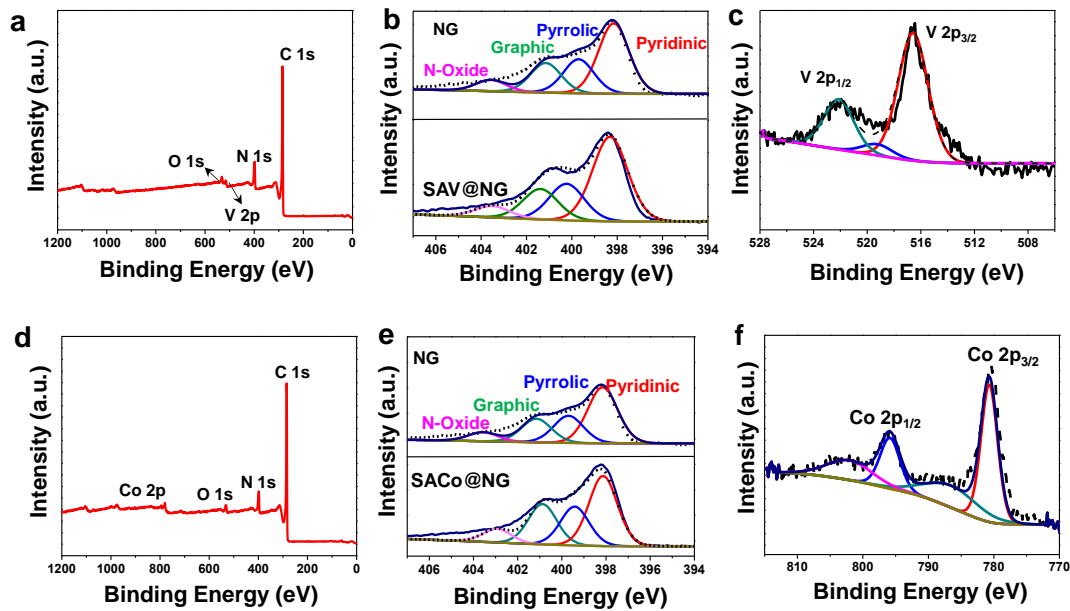 a
Intensity (a.u.)
C 1s
O 1s
N 1s
V 2p
1200 1000 800 600 400 200 0
Binding Energy (eV)
b
Intensity (a.u.)
NG
Pyrrolic
Graphic
Pyridinic
N-Oxide
SAV@NG
406 404 402 400 398 396 394
Binding Energy (eV)
c
Intensity (a.u.)
V 2p3/2
V 2p1/2
528 524 520 516 512 508
Binding Energy (eV)
d
Intensity (a.u.)
C 1s
Co 2p
O 1s
N 1s
1200 1000 800 600 400 200 0
Binding Energy (eV)
e
Intensity (a.u.)
NG
Pyrrolic
Pyridinic
Graphic
N-Oxide
SACo@NG
406 404 402 400 398 396 394
Binding Energy (eV)
f
Intensity (a.u.)
Co 2p3/2
Co 2p1/2
810 800 790 780 770
Binding Energy (eV)